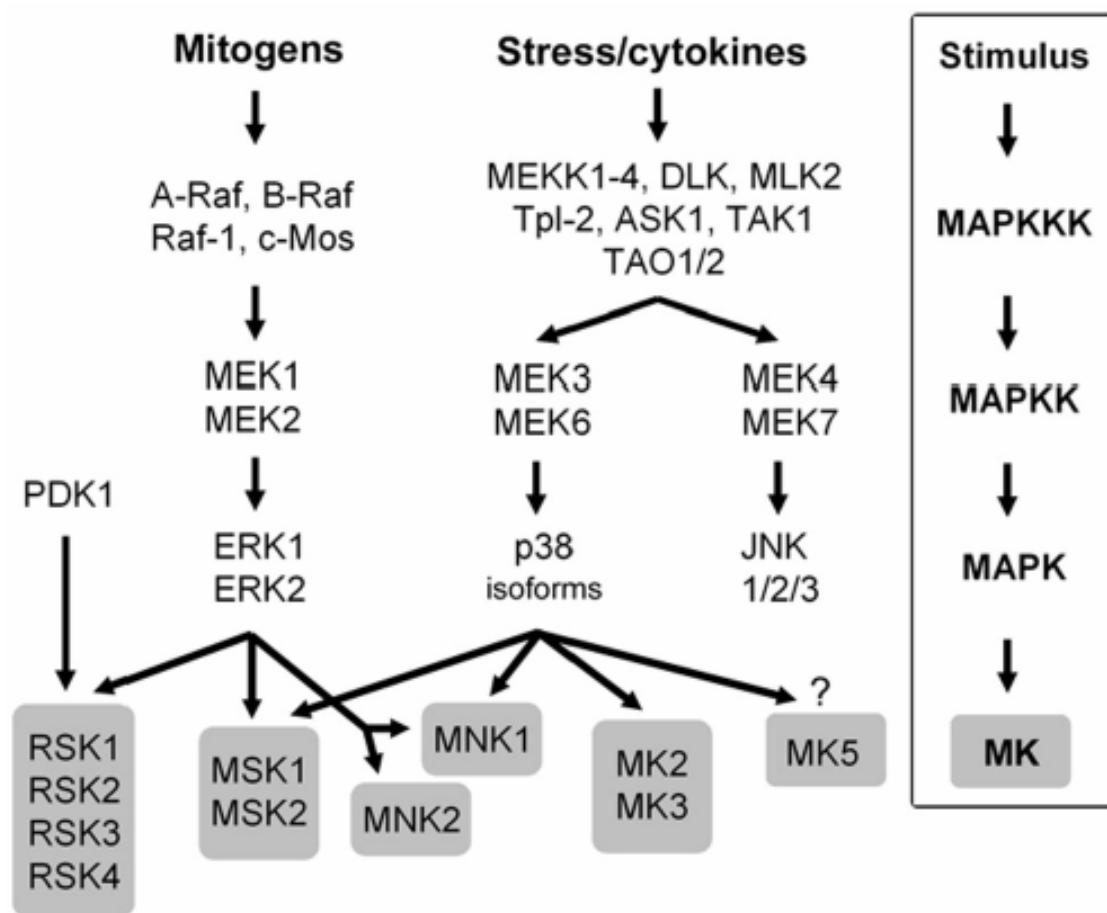 Mitogens
Stress/cytokines
Stimulus
A-Raf, B-Raf
Raf-1, c-Mos
MEKK1-4, DLK, MLK2
Tpl-2, ASK1, TAK1
TAO1/2
MAPKKK
MEK1
MEK2
MEK3
MEK6
MEK4
MEK7
MAPKK
PDK1
ERK1
ERK2
p38
isoforms
JNK
1/2/3
MAPK
?
RSK1
RSK2
RSK3
RSK4
MSK1
MSK2
MNK1
MNK2
MK2
MK3
MK5
MK